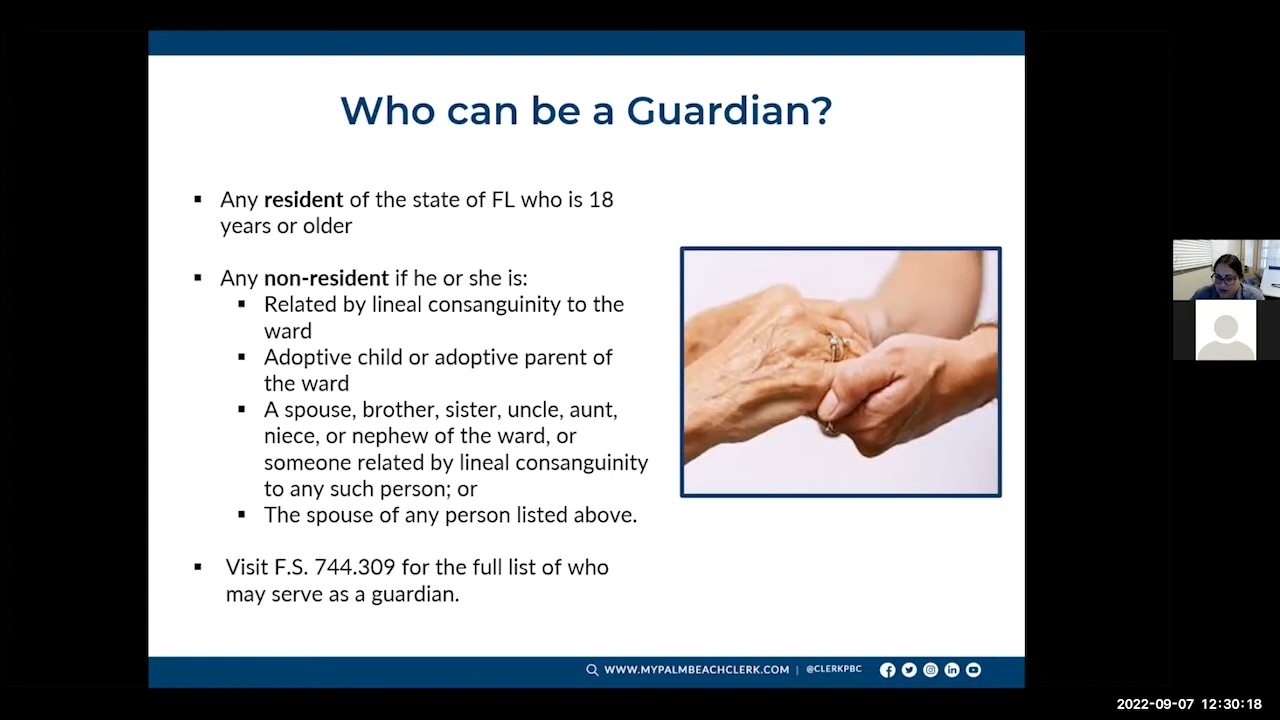 Who can be a Guardian?
▪ Any resident of the state of FL who is 18
years or older
▪ Any non-resident if he or she is:
▪ Related by lineal consanguinity to the
ward
▪ Adoptive child or adoptive parent of
the ward
▪ A spouse, brother, sister, uncle, aunt,
niece, or nephew of the ward, or
someone related by lineal consanguinity
to any such person; or
▪ The spouse of any person listed above.
▪ Visit F.S. 744.309 for the full list of who
may serve as a guardian.
WWW.MYPALMBEACHCLERK.COM | @CLERKPBC
2022-09-07 12:30:18